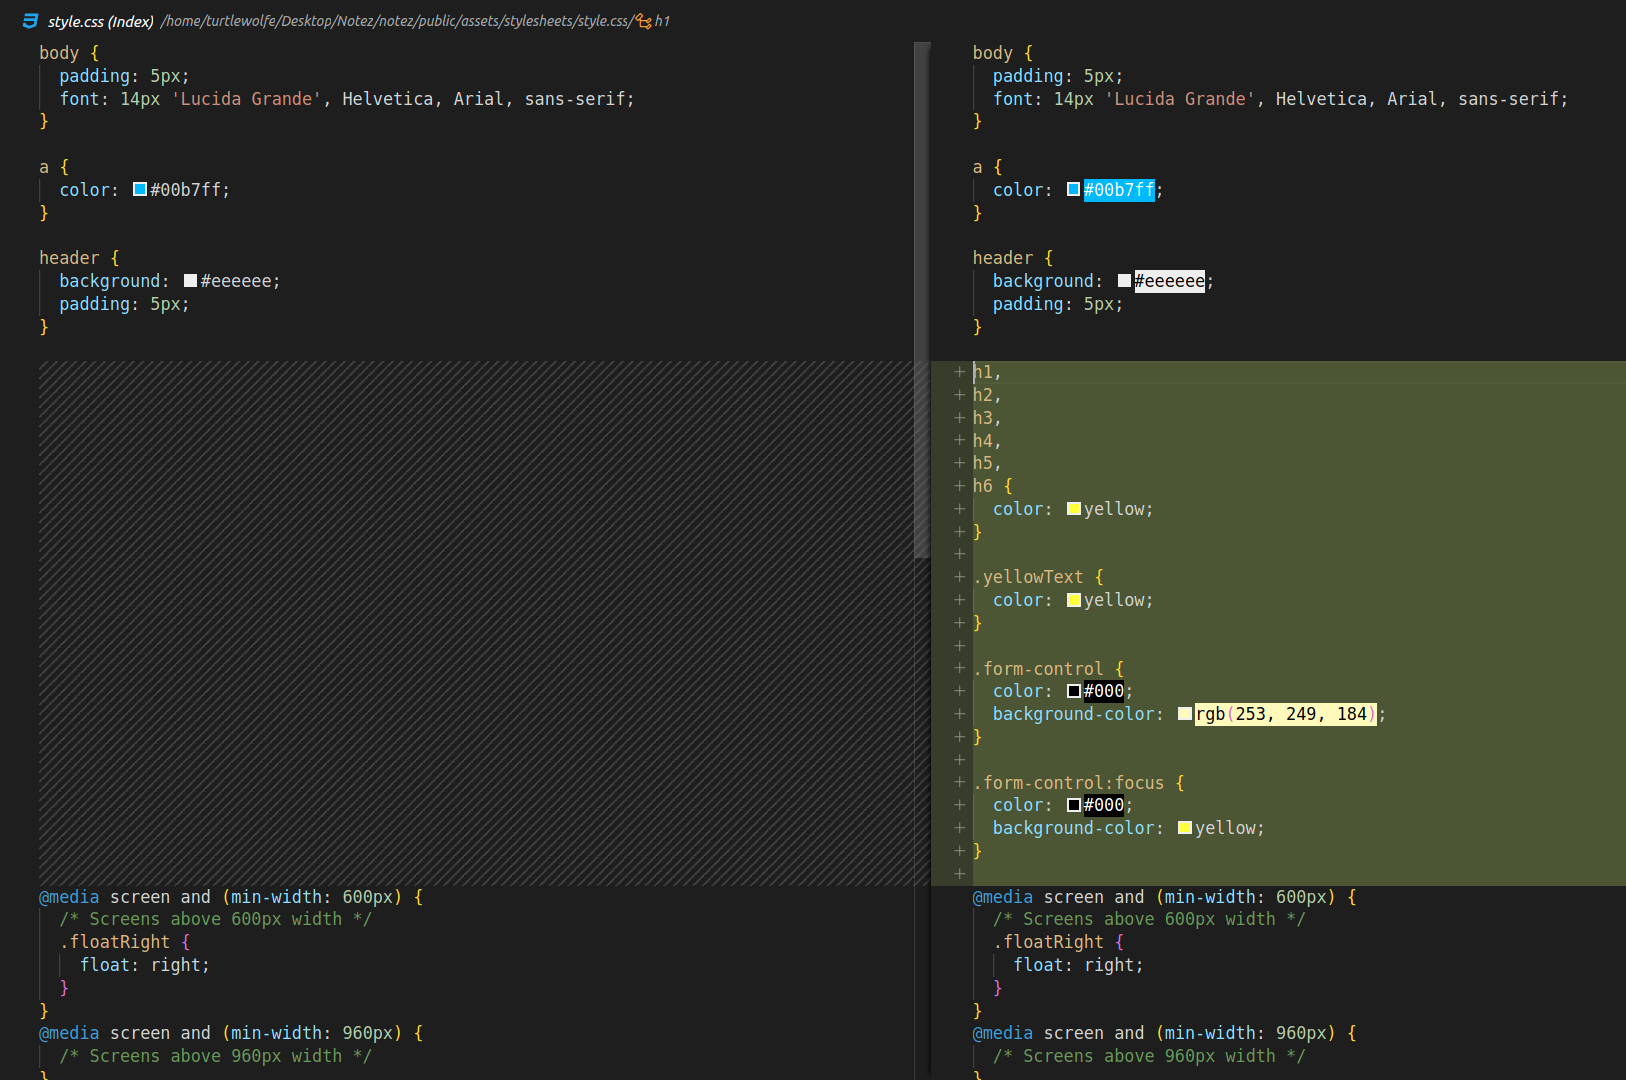 style.css (Index) /home/turtlewolfe/Desktop/Notez/notez/public/assets/stylesheets/style.css/ h1
body {
padding: 5px;
font: 14px 'Lucida Grande', Helvetica, Arial, sans-serif;
}
a {
color: #00b7ff;
}
header {
background: #eeeeee;
padding: 5px;
}
@media screen and (min-width: 600px) {
/* Screens above 600px width */
.floatRight {
float: right;
}
}
@media screen and (min-width: 960px) {
/* Screens above 960px width */
}
body {
padding: 5px;
font: 14px 'Lucida Grande', Helvetica, Arial, sans-serif;
}
a {
color: #00b7ff;
}
header {
background: #eeeeee;
padding: 5px;
}
+ h1,
+ h2,
+ h3,
+ h4,
+ h5,
+ h6 {
+ color: yellow;
+ }
+
+ .yellowText {
+ color: yellow;
+ }
+
+ .form-control {
+ color: #000;
+ background-color: rgb(253, 249, 184);
+ }
+
+ .form-control:focus {
+ color: #000;
+ background-color: yellow;
+ }
+
@media screen and (min-width: 600px) {
/* Screens above 600px width */
.floatRight {
float: right;
}
}
@media screen and (min-width: 960px) {
/* Screens above 960px width */
}